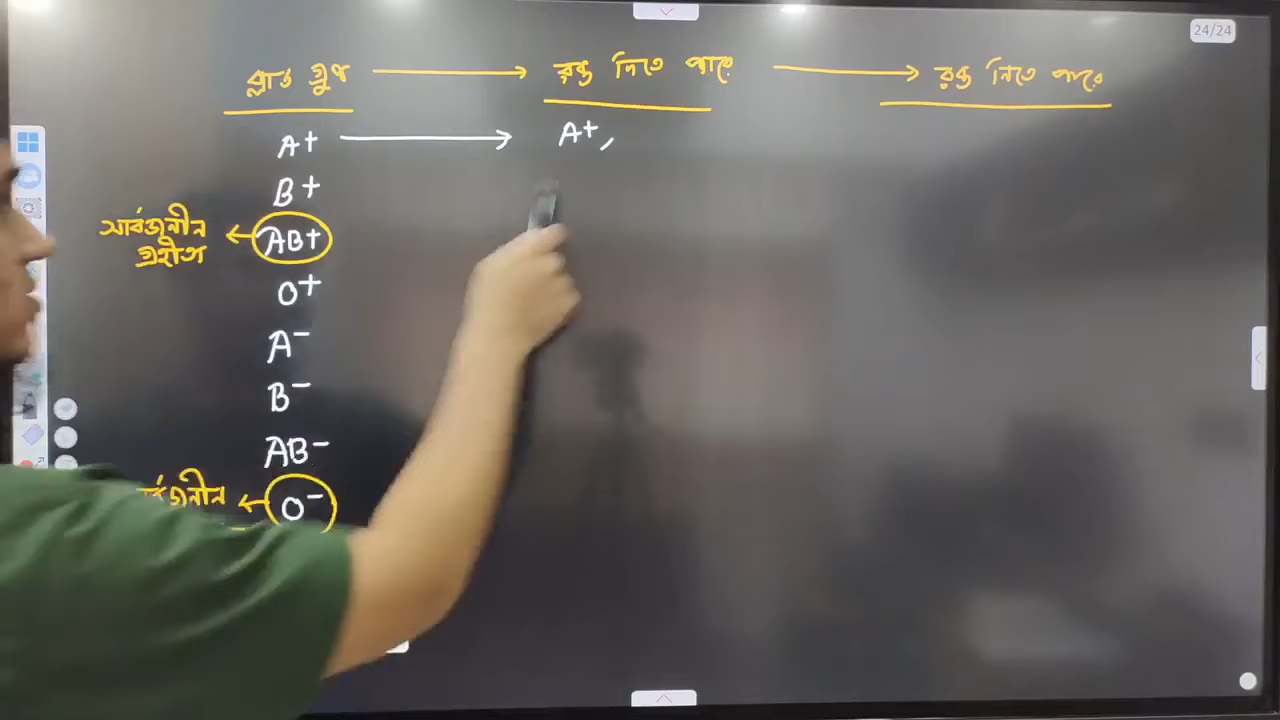 24/24
ব্লাড গ্রুপ → রক্ত দিতে পারে → রক্ত নিতে পারে
A+ → A+,
B+
সার্বজনীন গ্রহীতা ← AB+
O+
A-
B-
AB-
← O-